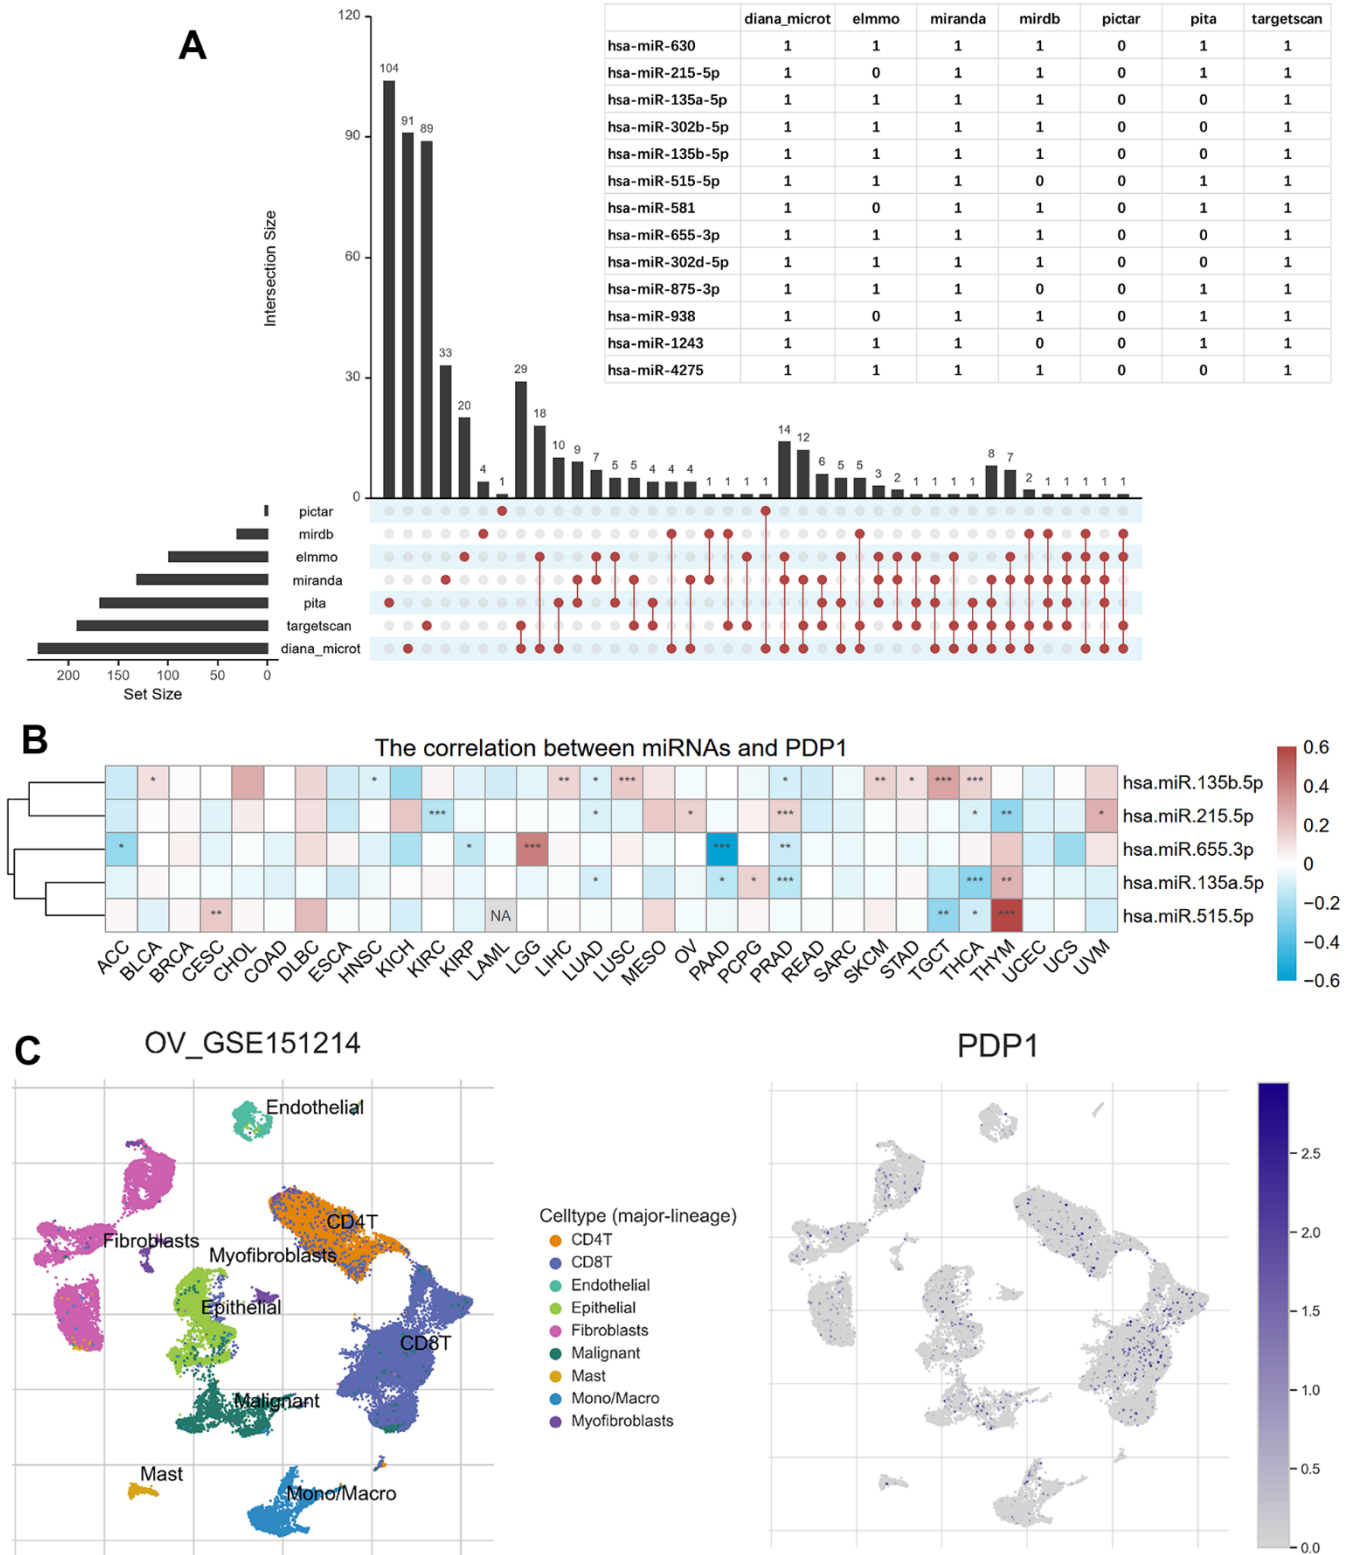 A
120
90
60
30
0
Intersection Size
104
91
89
33
20
4
1
29
18
10
9
7
5
5
4
4
4
1
1
1
1
14
12
6
5
5
3
2
1
1
1
1
8
7
2
1
1
1
1
1
diana_microt elmmo miranda mirdb pictar pita targetscan
hsa-miR-630 1 1 1 1 0 1 1
hsa-miR-215-5p 1 0 1 1 0 1 1
hsa-miR-135a-5p 1 1 1 1 0 0 1
hsa-miR-302b-5p 1 1 1 1 0 0 1
hsa-miR-135b-5p 1 1 1 1 0 0 1
hsa-miR-515-5p 1 1 1 0 0 1 1
hsa-miR-581 1 0 1 1 0 1 1
hsa-miR-655-3p 1 1 1 1 0 0 1
hsa-miR-302d-5p 1 1 1 1 0 0 1
hsa-miR-875-3p 1 1 1 0 0 1 1
hsa-miR-938 1 0 1 1 0 1 1
hsa-miR-1243 1 1 1 0 0 1 1
hsa-miR-4275 1 1 1 1 0 0 1
pictar
mirdb
elmmo
miranda
pita
targetscan
diana_microt
200 150 100 50 0
Set Size
B
The correlation between miRNAs and PDP1
* * ** * *** * ** * *** *** hsa.miR.135b.5p
*** * * *** * ** * hsa.miR.215.5p
* * *** *** ** hsa.miR.655.3p
* * * *** *** ** hsa.miR.135a.5p
** NA ** * *** hsa.miR.515.5p
ACC BLCA BRCA CESC CHOL COAD DLBC ESCA HNSC KICH KIRC KIRP LAML LGG LIHC LUAD LUSC MESO OV PAAD PCPG PRAD READ SARC SKCM STAD TGCT THCA THYM UCEC UCS UVM
0.6
0.4
0.2
0
−0.2
−0.4
−0.6
C
OV_GSE151214
Endothelial
CD4T
Fibroblasts
Myofibroblasts
Epithelial
CD8T
Malignant
Mast
Mono/Macro
Celltype (major-lineage)
CD4T
CD8T
Endothelial
Epithelial
Fibroblasts
Malignant
Mast
Mono/Macro
Myofibroblasts
PDP1
2.5
2.0
1.5
1.0
0.5
0.0